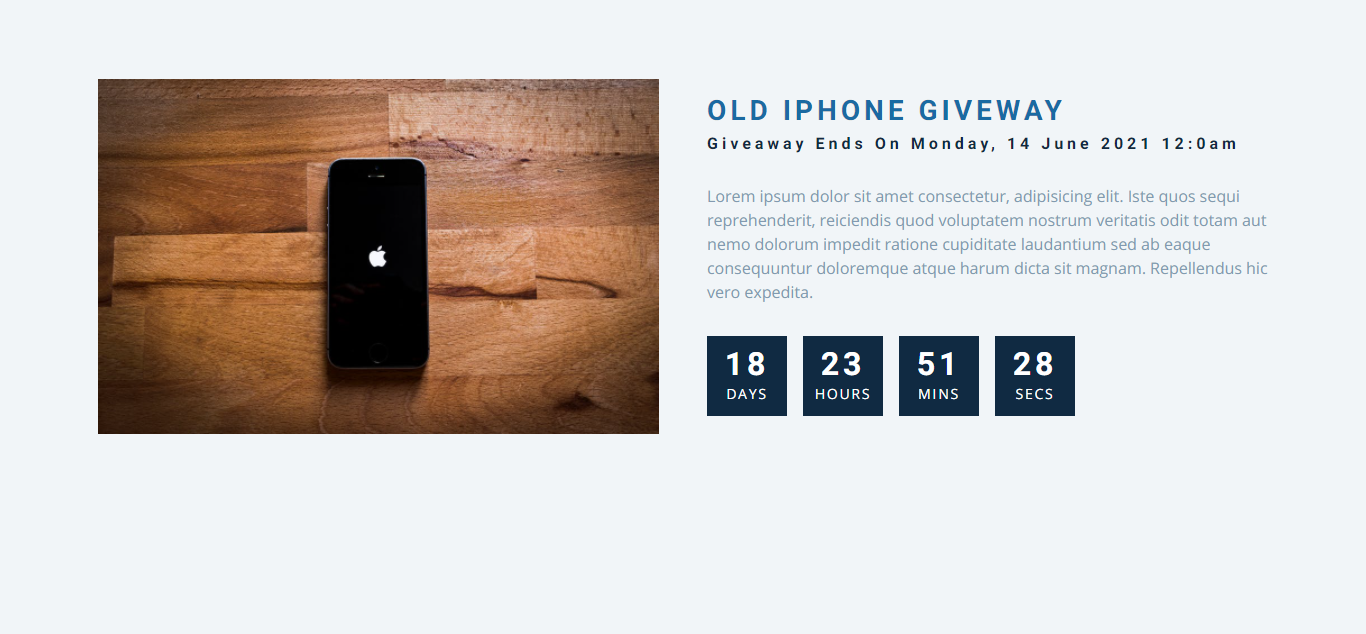 OLD IPHONE GIVEWAY
Giveaway Ends On Monday, 14 June 2021 12:0am
Lorem ipsum dolor sit amet consectetur, adipisicing elit. Iste quos sequi
reprehenderit, reiciendis quod voluptatem nostrum veritatis odit totam aut
nemo dolorum impedit ratione cupiditate laudantium sed ab eaque
consequuntur doloremque atque harum dicta sit magnam. Repellendus hic
vero expedita.
18 23 51 28
DAYS HOURS MINS SECS